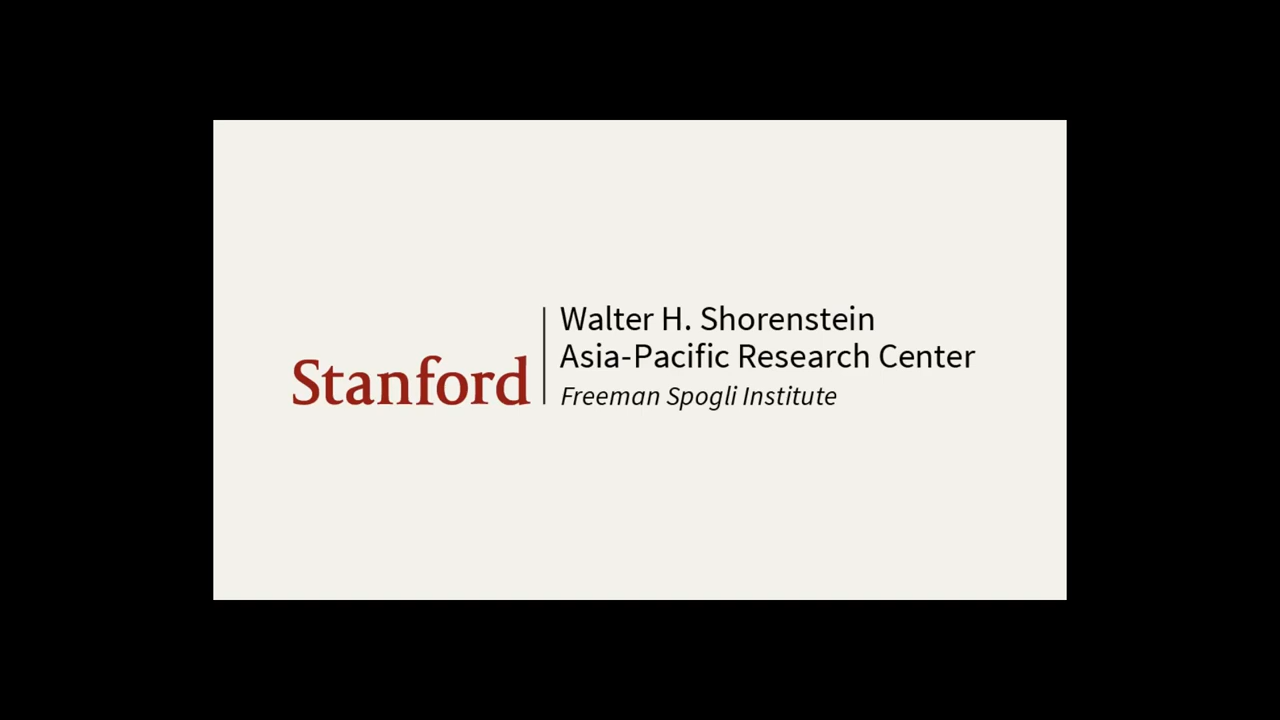 Stanford
Walter H. Shorenstein
Asia-Pacific Research Center
Freeman Spogli Institute